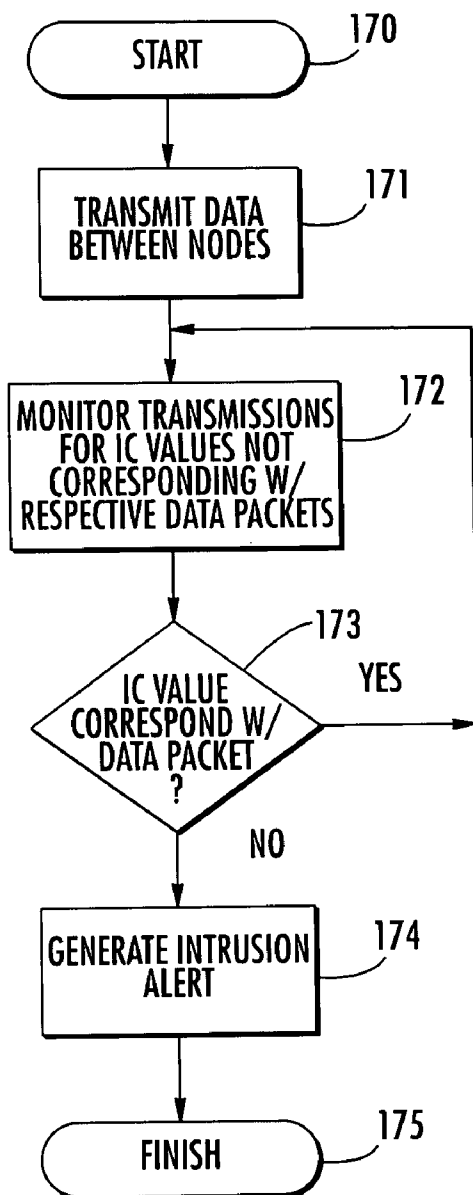 START
170
TRANSMIT DATA
BETWEEN NODES
171
MONITOR TRANSMISSIONS
FOR IC VALUES NOT
CORRESPONDING W/
RESPECTIVE DATA PACKETS
172
IC VALUE
CORRESPOND W/
DATA PACKET
?
173
YES
NO
GENERATE INTRUSION
ALERT
174
FINISH
175